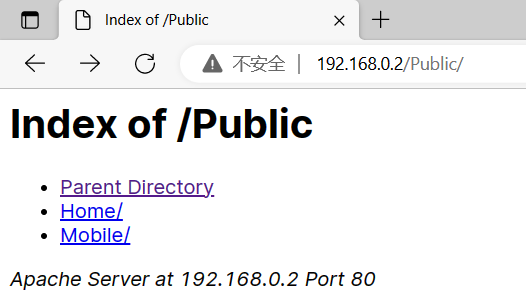 Index of /Public
不安全 192.168.0.2/Public/
Index of /Public
Parent Directory
Home/
Mobile/
Apache Server at 192.168.0.2 Port 80